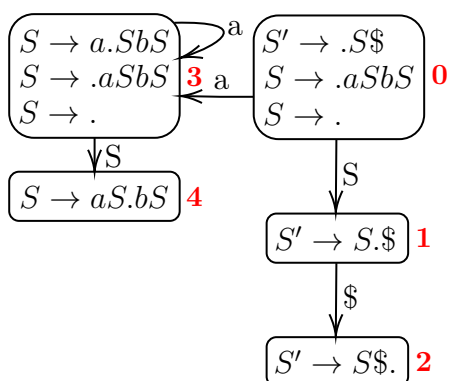 S → a.SbS
S → .aSbS
S → .
3
a
a
S' → .S$
S → .aSbS
S → .
0
S
S → aS.bS
4
S
S' → S.$
1
$
S' → S$.
2